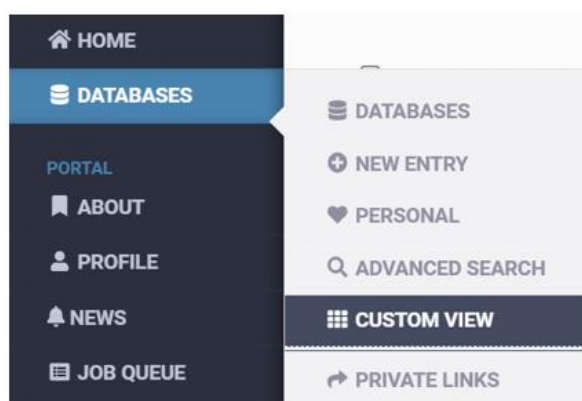 HOME
DATABASES
PORTAL
ABOUT
PROFILE
NEWS
JOB QUEUE
DATABASES
NEW ENTRY
PERSONAL
ADVANCED SEARCH
CUSTOM VIEW
PRIVATE LINKS